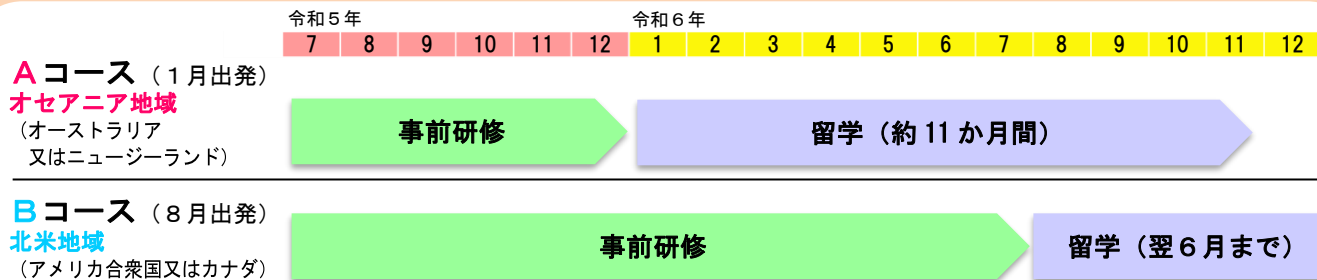 令和５年 令和６年
7 8 9 10 11 12 1 2 3 4 5 6 7 8 9 10 11 12
Ａコース（１月出発）
オセアニア地域
（オーストラリア
又はニュージーランド）
事前研修 留学（約 11 か月間）
Ｂコース（８月出発）
北米地域
（アメリカ合衆国又はカナダ）
事前研修 留学（翌６月まで）